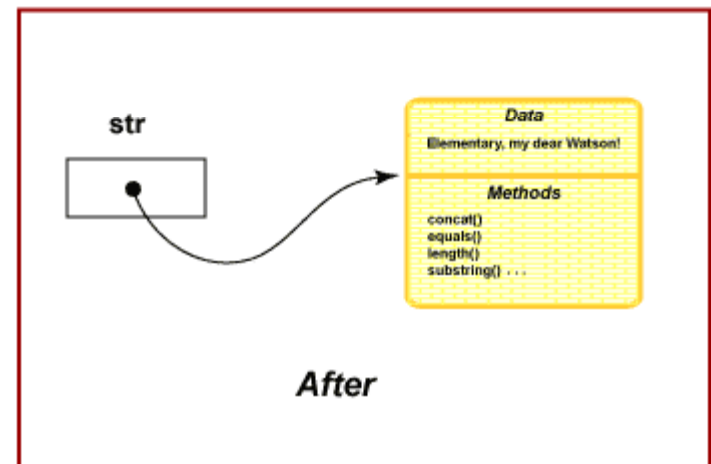 str
Data
Elementary, my dear Watson!
Methods
concat()
equals()
length()
substring() . . .
After